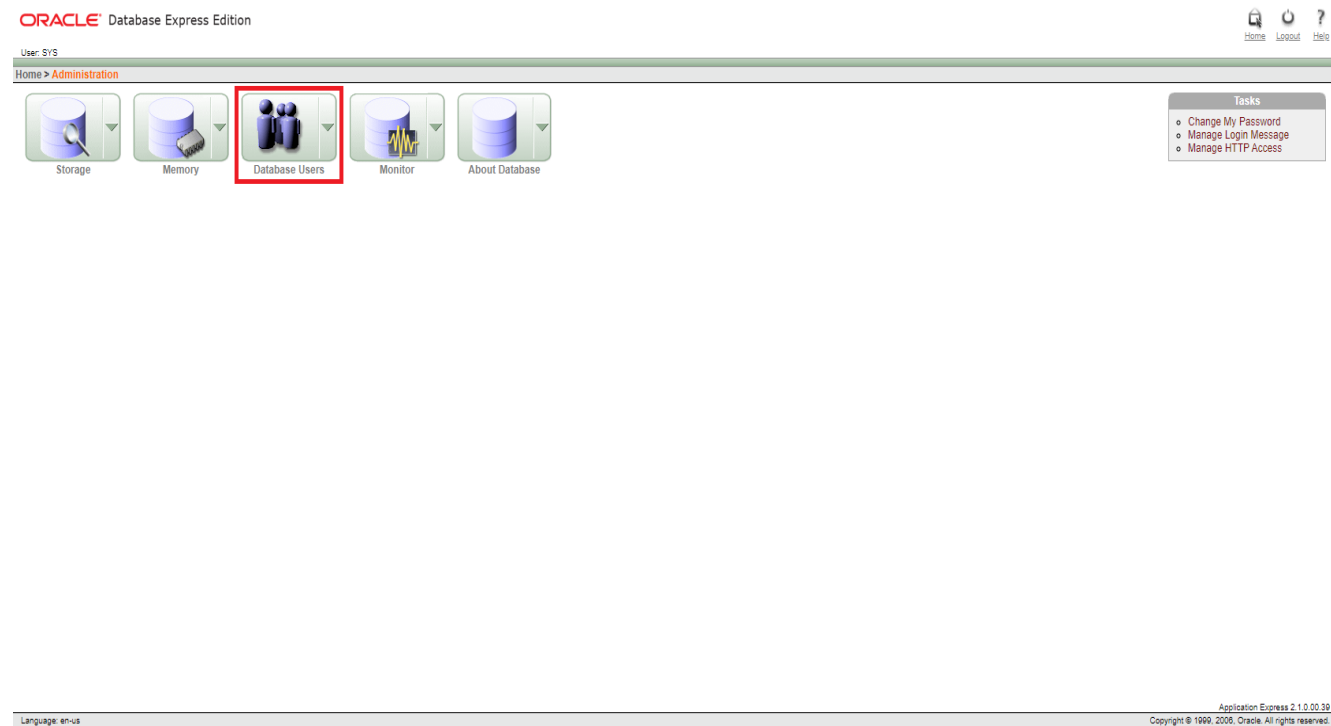 ORACLE Database Express Edition
Home Logout Help
User: SYS
Home > Administration
Storage
Memory
Database Users
Monitor
About Database
Tasks
Change My Password
Manage Login Message
Manage HTTP Access
Application Express 2.1.0.00.39
Language: en-us
Copyright © 1999, 2006, Oracle. All rights reserved.